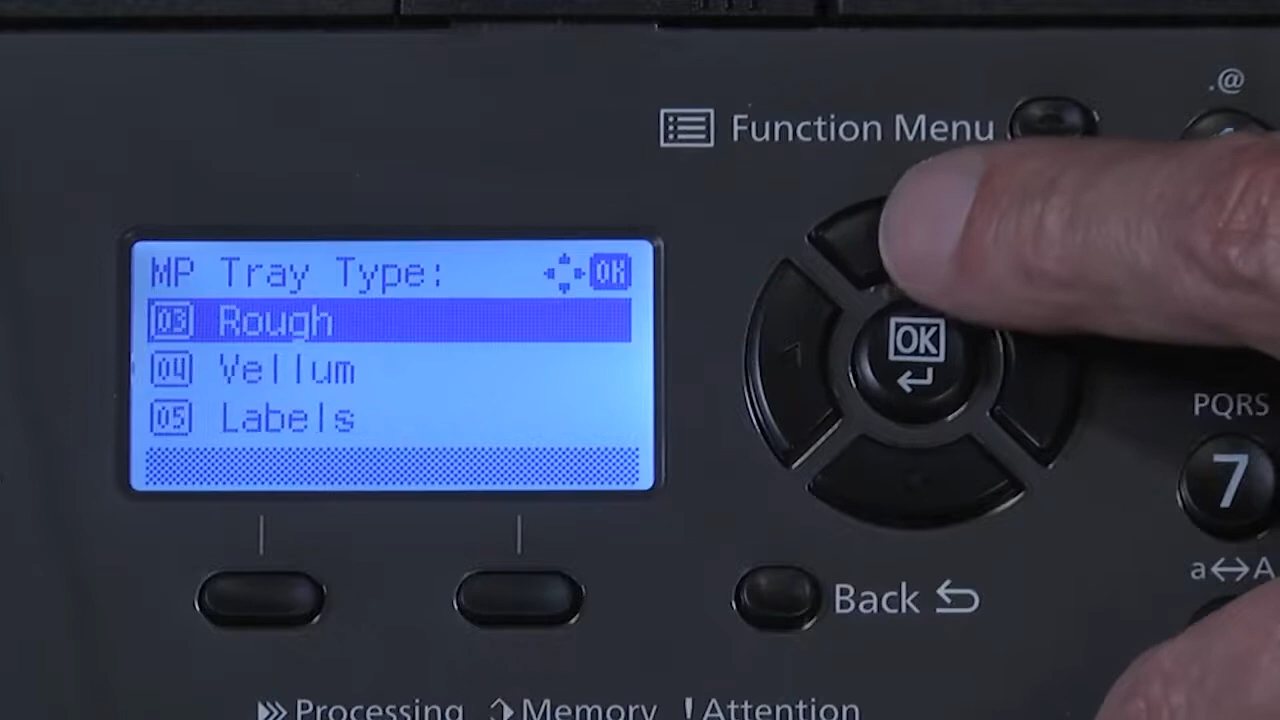 .@
Function Menu
MP Tray Type: OK
03 Rough
04 Vellum
05 Labels
OK
PQRS
7
a↔A
Back
Processing Memory !Attention